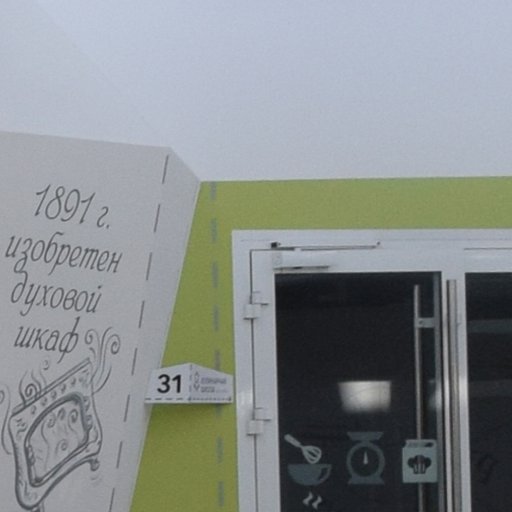 1891 г.
изобретен
духовой
шкаф
31